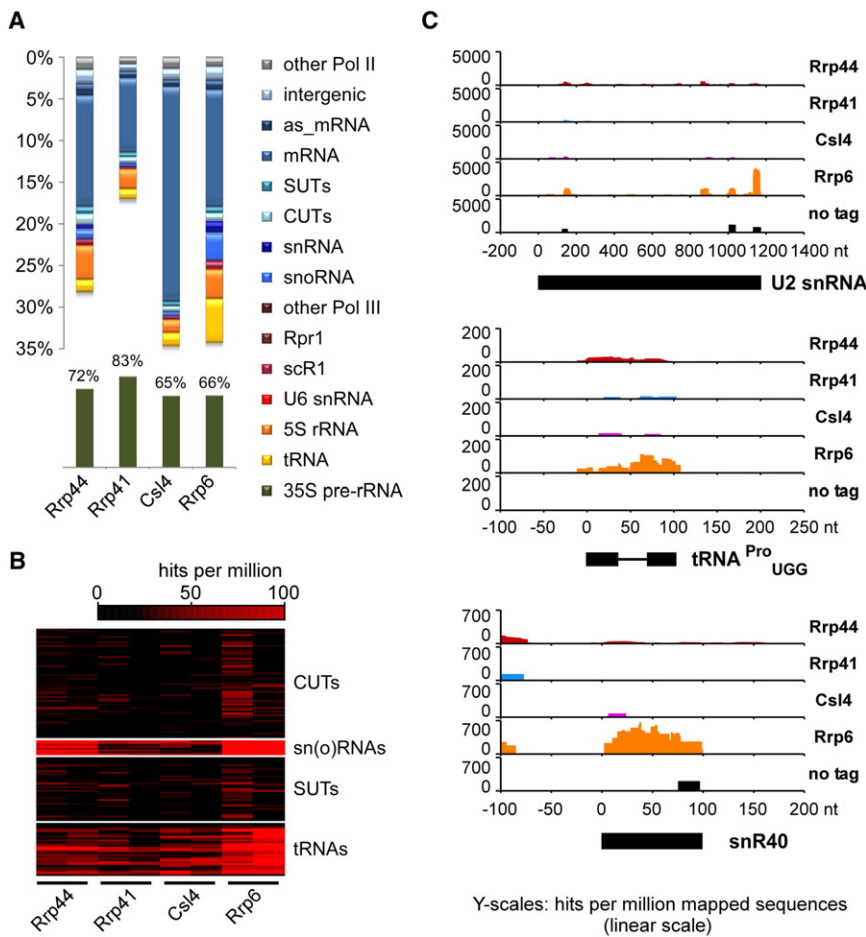 A
0%
5%
10%
15%
20%
25%
30%
35%
72%
83%
65%
66%
Rrp44
Rrp41
Csl4
Rrp6
other Pol II
intergenic
as_mRNA
mRNA
SUTs
CUTs
snRNA
snoRNA
other Pol III
Rpr1
scR1
U6 snRNA
5S rRNA
tRNA
35S pre-rRNA
B
hits per million
0 50 100
CUTs
sn(o)RNAs
SUTs
tRNAs
Rrp44
Rrp41
Csl4
Rrp6
C
5000
0
Rrp44
5000
0
Rrp41
5000
0
Csl4
5000
0
Rrp6
5000
0
no tag
-200 0 200 400 600 800 1000 1200 1400 nt
U2 snRNA
200
0
Rrp44
200
0
Rrp41
200
0
Csl4
200
0
Rrp6
200
0
no tag
-100 -50 0 50 100 150 200 250 nt
tRNA Pro UGG
700
0
Rrp44
700
0
Rrp41
700
0
Csl4
700
0
Rrp6
700
0
no tag
-100 -50 0 50 100 150 200 nt
snR40
Y-scales: hits per million mapped sequences
(linear scale)